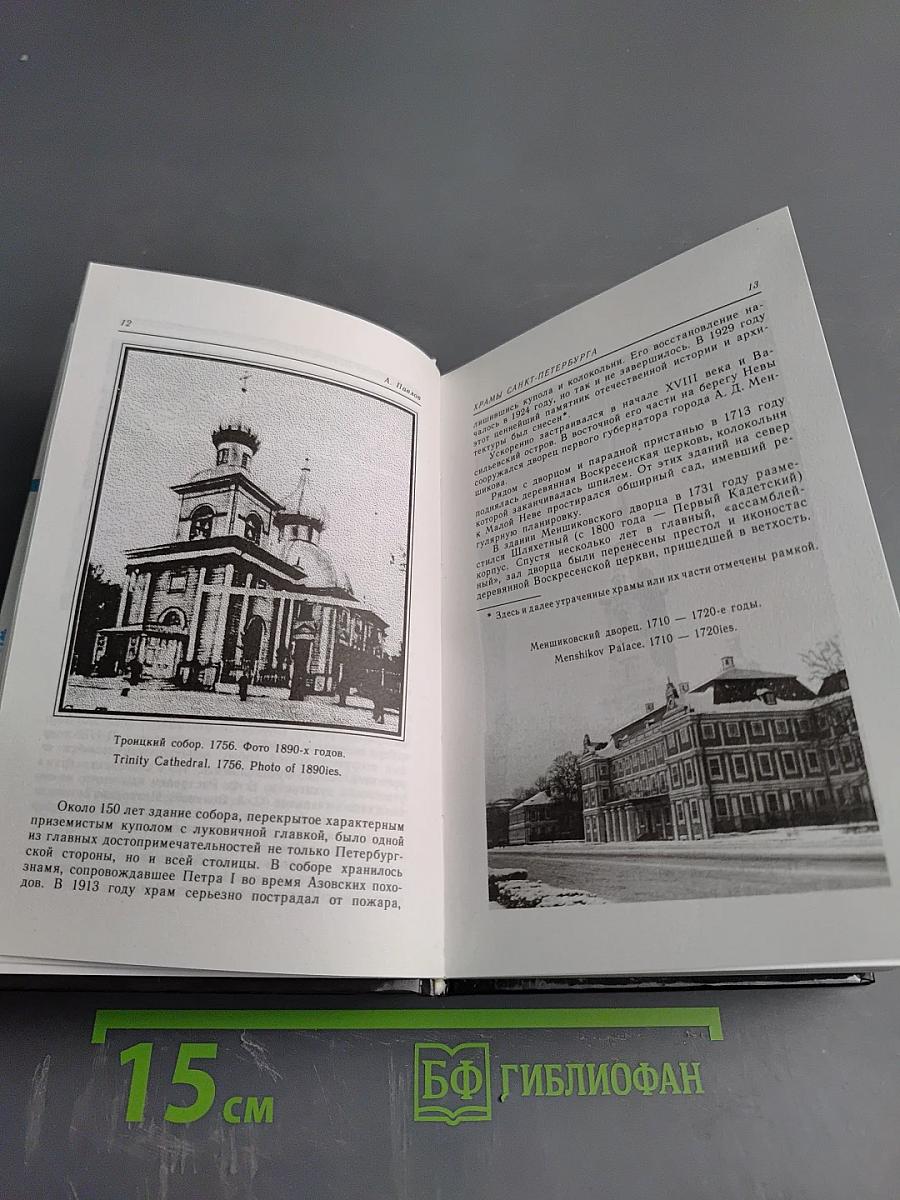 12
А. Павлов
Троицкий собор. 1756. Фото 1890-х годов.
Trinity Cathedral. 1756. Photo of 1890ies.
Около 150 лет здание собора, перекрытое характерным
приземистым куполом с луковичной главкой, было одной
из главных достопримечательностей не только Петербург-
ской стороны, но и всей столицы. В соборе хранилось
знамя, сопровождавшее Петра I во время Азовских похо-
дов. В 1913 году храм серьезно пострадал от пожара,
13
ХРАМЫ САНКТ-ПЕТЕРБУРГА
лишившись купола и колокольни. Его восстановление на-
чалось в 1924 году, но так и не завершилось. В 1929 году
этот ценнейший памятник отечественной истории и архи-
тектуры был снесен*.
Ускоренно застраивался в начале XVIII века и Ва-
сильевский остров. В восточной его части на берегу Невы
сооружался дворец первого губернатора города А. Д. Мен-
шикова.
Рядом с дворцом и парадной пристанью в 1713 году
поднялась деревянная Воскресенская церковь, колокольня
которой заканчивалась шпилем. От этих зданий на север
к Малой Неве простирался обширный сад, имевший ре-
гулярную планировку.
В здании Меншиковского дворца в 1731 году разме-
стился Шляхетный (с 1800 года — Первый Кадетский)
корпус. Спустя несколько лет в главный, «ассамблей-
ный», зал дворца были перенесены престол и иконостас
деревянной Воскресенской церкви, пришедшей в ветхость.
* Здесь и далее утраченные храмы или их части отмечены рамкой.
Меншиковский дворец. 1710 — 1720-е годы.
Menshikov Palace. 1710 — 1720ies.
15 см
БФ ГИБЛИОФАН